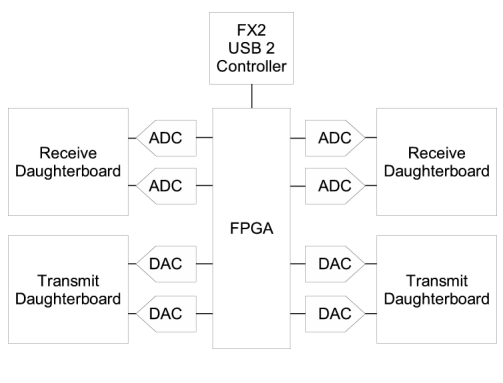 FX2
USB 2
Controller
ADC
ADC
Receive
Daughterboard
ADC
ADC
Receive
Daughterboard
FPGA
DAC
DAC
Transmit
Daughterboard
DAC
DAC
Transmit
Daughterboard